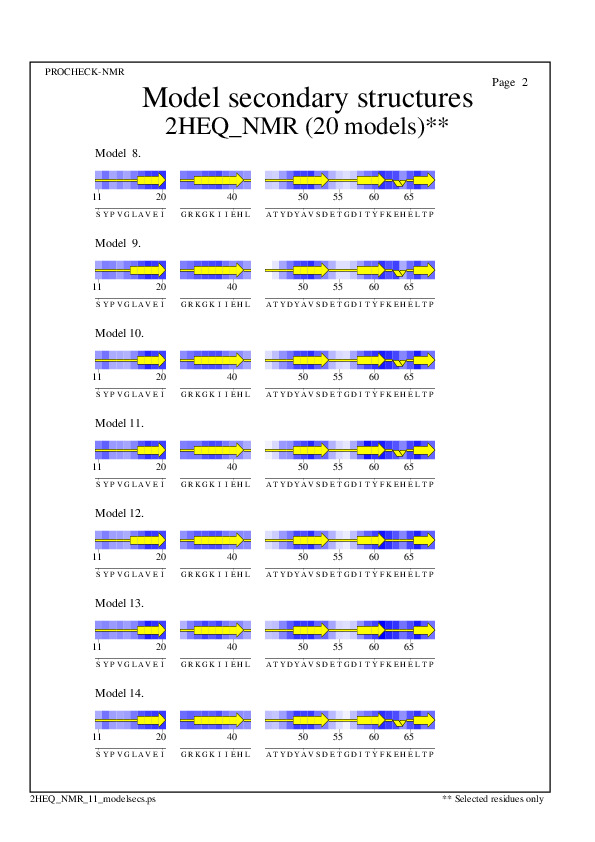 PROCHECK-NMR
Page 2
Model secondary structures
2HEQ_NMR (20 models)**
Model 8.
11 20 40 50 55 60 65
SYPVGLAVEI GRKGKIIEHL ATYDYAVSDETGDITYFKEHELTP
Model 9.
11 20 40 50 55 60 65
SYPVGLAVEI GRKGKIIEHL ATYDYAVSDETGDITYFKEHELTP
Model 10.
11 20 40 50 55 60 65
SYPVGLAVEI GRKGKIIEHL ATYDYAVSDETGDITYFKEHELTP
Model 11.
11 20 40 50 55 60 65
SYPVGLAVEI GRKGKIIEHL ATYDYAVSDETGDITYFKEHELTP
Model 12.
11 20 40 50 55 60 65
SYPVGLAVEI GRKGKIIEHL ATYDYAVSDETGDITYFKEHELTP
Model 13.
11 20 40 50 55 60 65
SYPVGLAVEI GRKGKIIEHL ATYDYAVSDETGDITYFKEHELTP
Model 14.
11 20 40 50 55 60 65
SYPVGLAVEI GRKGKIIEHL ATYDYAVSDETGDITYFKEHELTP
2HEQ_NMR_11_modelsecs.ps
** Selected residues only